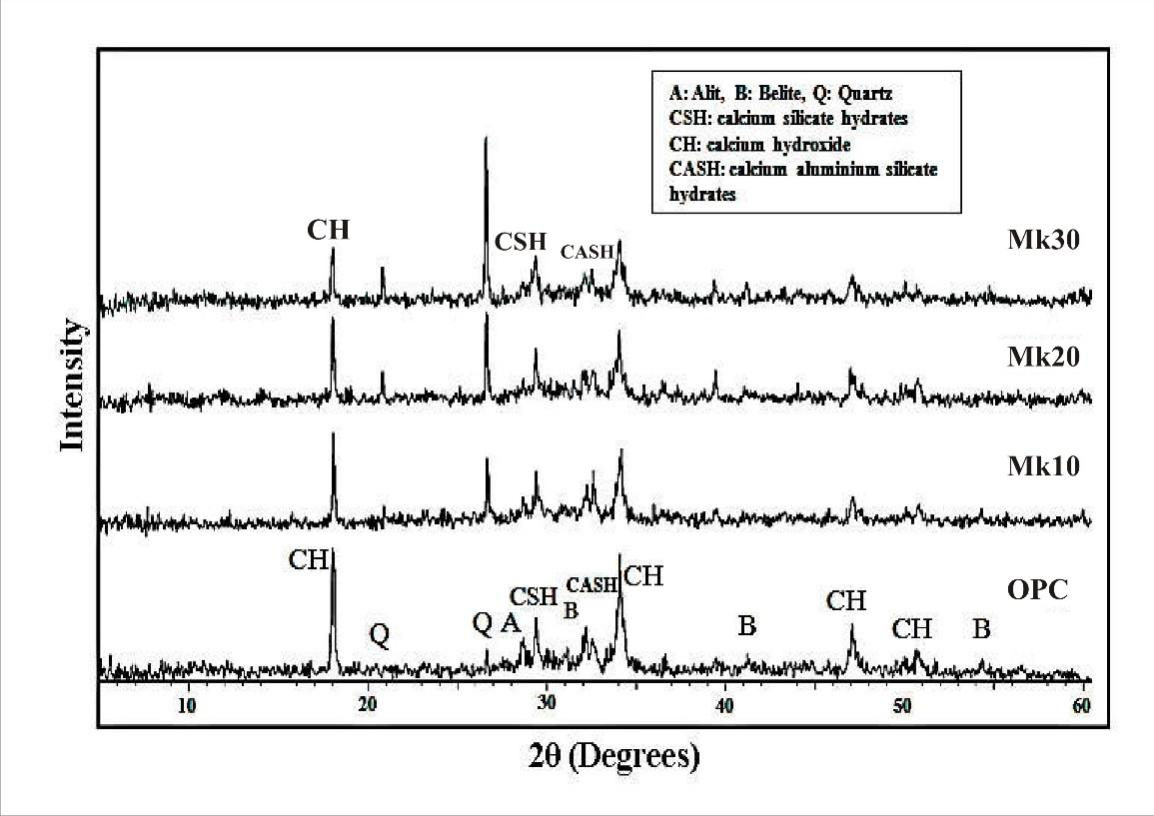 A: Alit, B: Belite, Q: Quartz
CSH: calcium silicate hydrates
CH: calcium hydroxide
CASH: calcium aluminium silicate
hydrates
CH
CSH
CASH
Mk30
Mk20
Mk10
OPC
CH
Q
Q
A
CSH
B
CASH
CH
B
CH
CH
B
Intensity
10
20
30
40
50
60
2θ (Degrees)